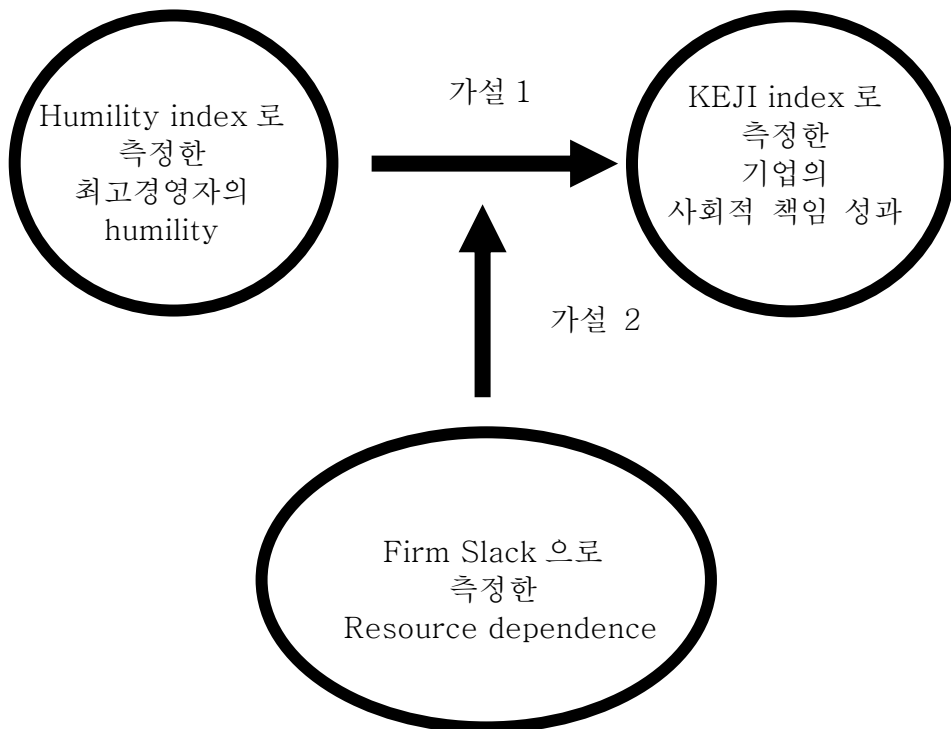 Humility index 로
측정한
최고경영자의
humility
가설 1
KEJI index 로
측정한
기업의
사회적 책임 성과
가설 2
Firm Slack 으로
측정한
Resource dependence